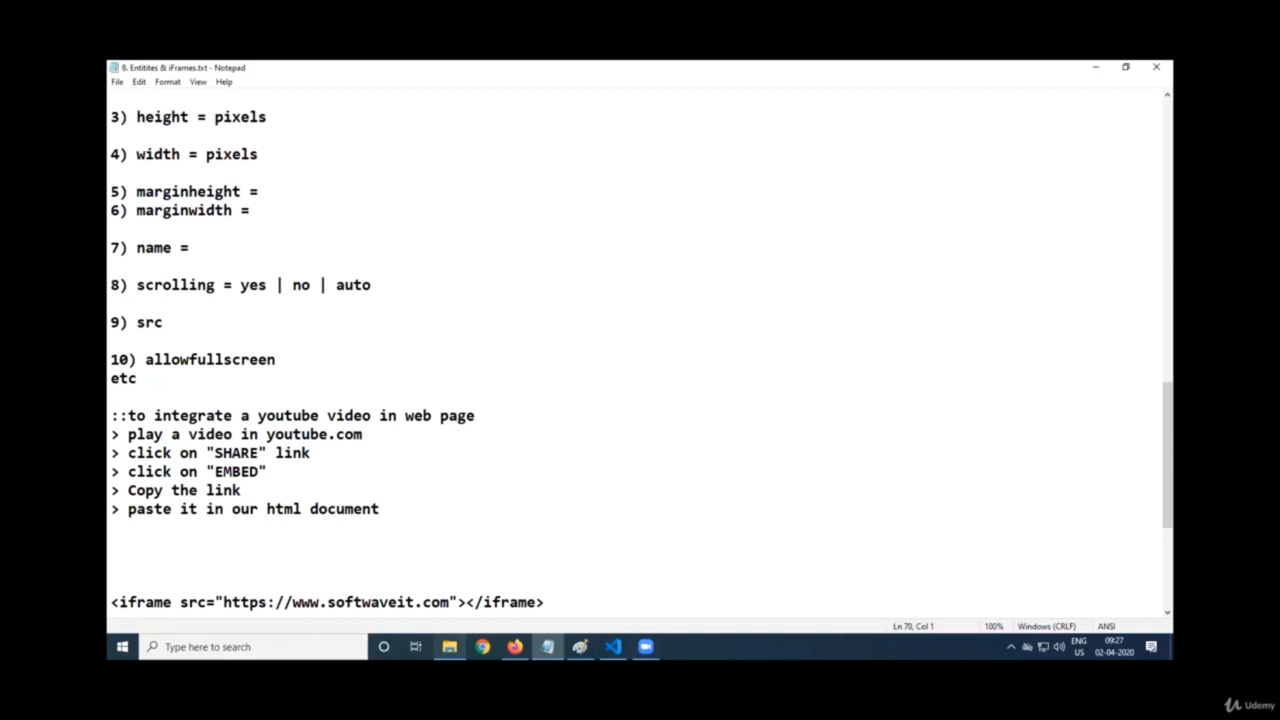 8. Entitites & iFrames.txt - Notepad
File Edit Format View Help
3) height = pixels
4) width = pixels
5) marginheight =
6) marginwidth =
7) name =
8) scrolling = yes | no | auto
9) src
10) allowfullscreen
etc
::to integrate a youtube video in web page
> play a video in youtube.com
> click on "SHARE" link
> click on "EMBED"
> Copy the link
> paste it in our html document
<iframe src="https://www.softwaveit.com"></iframe>
Ln 70, Col 1 100% Windows (CRLF) ANSI
Type here to search
ENG
US
09:27
02-04-2020
Udemy